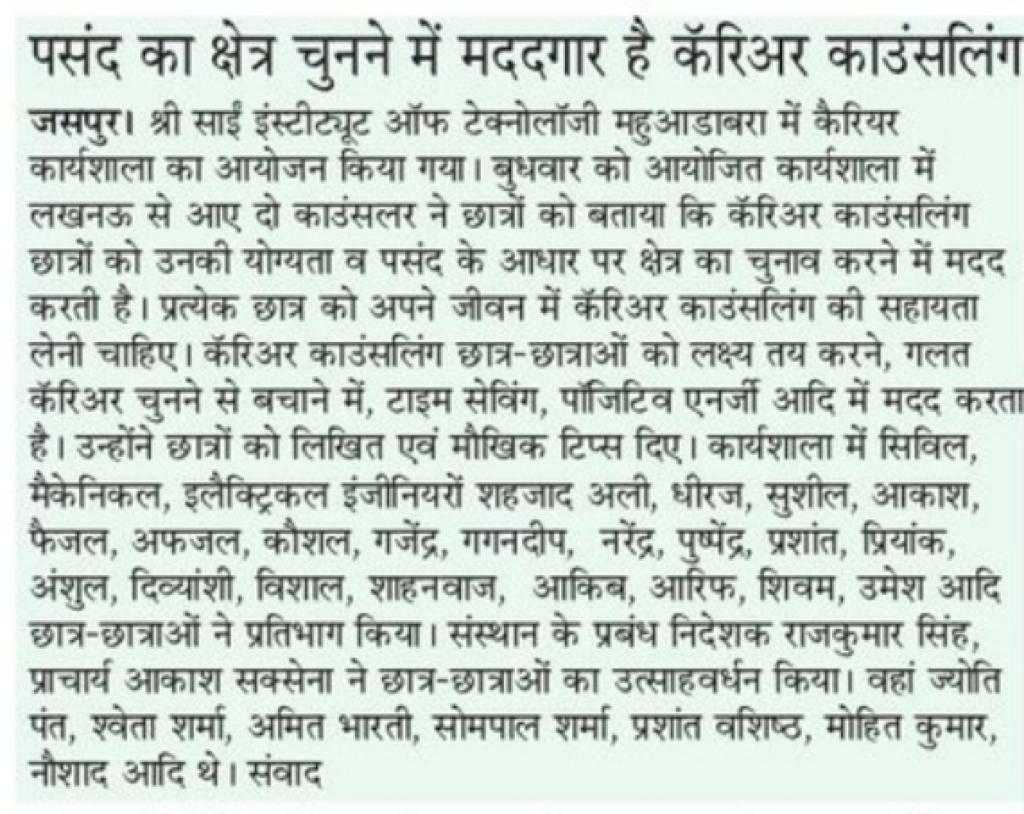 पसंद का क्षेत्र चुनने में मददगार है कॅरिअर काउंसलिंग
जसपुर। श्री साईं इंस्टीट्यूट ऑफ टेक्नोलॉजी महुआडाबरा में कैरियर
कार्यशाला का आयोजन किया गया। बुधवार को आयोजित कार्यशाला में
लखनऊ से आए दो काउंसलर ने छात्रों को बताया कि कॅरिअर काउंसलिंग
छात्रों को उनकी योग्यता व पसंद के आधार पर क्षेत्र का चुनाव करने में मदद
करती है। प्रत्येक छात्र को अपने जीवन में कॅरिअर काउंसलिंग की सहायता
लेनी चाहिए। कॅरिअर काउंसलिंग छात्र-छात्राओं को लक्ष्य तय करने, गलत
कॅरिअर चुनने से बचाने में, टाइम सेविंग, पॉजिटिव एनर्जी आदि में मदद करता
है। उन्होंने छात्रों को लिखित एवं मौखिक टिप्स दिए। कार्यशाला में सिविल,
मैकेनिकल, इलैक्ट्रिकल इंजीनियरों शहजाद अली, धीरज, सुशील, आकाश,
फैजल, अफजल, कौशल, गजेंद्र, गगनदीप, नरेंद्र, पुष्पेंद्र, प्रशांत, प्रियांक,
अंशुल, दिव्यांशी, विशाल, शाहनवाज, आकिब, आरिफ, शिवम, उमेश आदि
छात्र-छात्राओं ने प्रतिभाग किया। संस्थान के प्रबंध निदेशक राजकुमार सिंह,
प्राचार्य आकाश सक्सेना ने छात्र-छात्राओं का उत्साहवर्धन किया। वहां ज्योति
पंत, श्वेता शर्मा, अमित भारती, सोमपाल शर्मा, प्रशांत वशिष्ठ, मोहित कुमार,
नौशाद आदि थे। संवाद